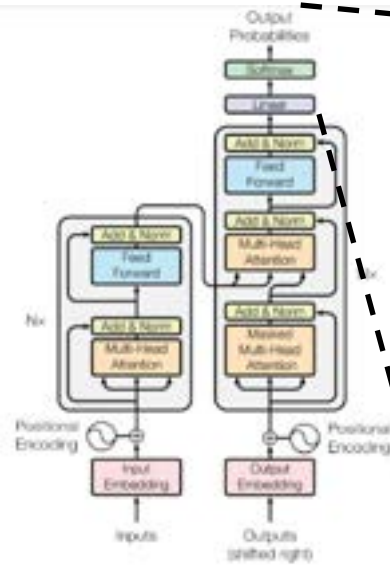 Output
Probabilities
Softmax
Linear
Add & Norm
Feed
Forward
Add & Norm
Multi-Head
Attention
Nx
Add & Norm
Masked
Multi-Head
Attention
Positional
Encoding
Output
Embedding
Outputs
(shifted right)
Add & Norm
Feed
Forward
Nx
Add & Norm
Multi-Head
Attention
Positional
Encoding
Input
Embedding
Inputs